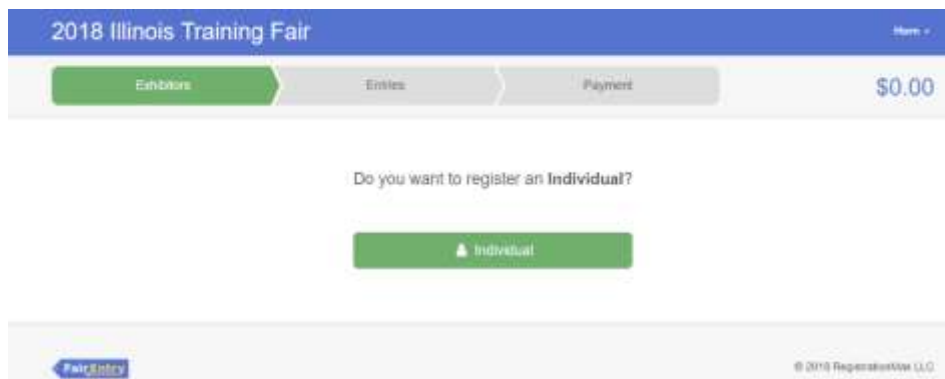 2018 Illinois Training Fair
Exhibitors
Entries
Payment
$0.00
Do you want to register an Individual?
Individual
FairEntry
© 2018 RegistrationMax LLC